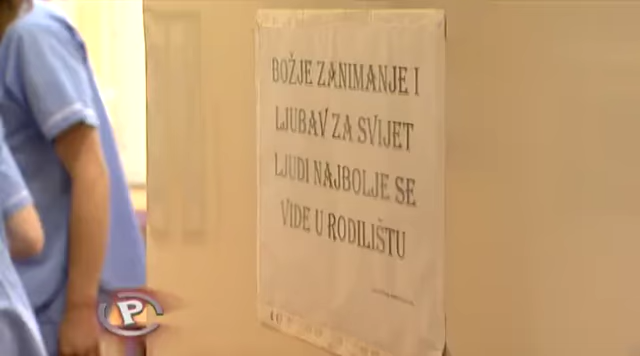 BOŽJE ZANIMANJE I
LJUBAV ZA SVIJET
LJUDI NAJBOLJE SE
VIDE U RODILIŠTU
P